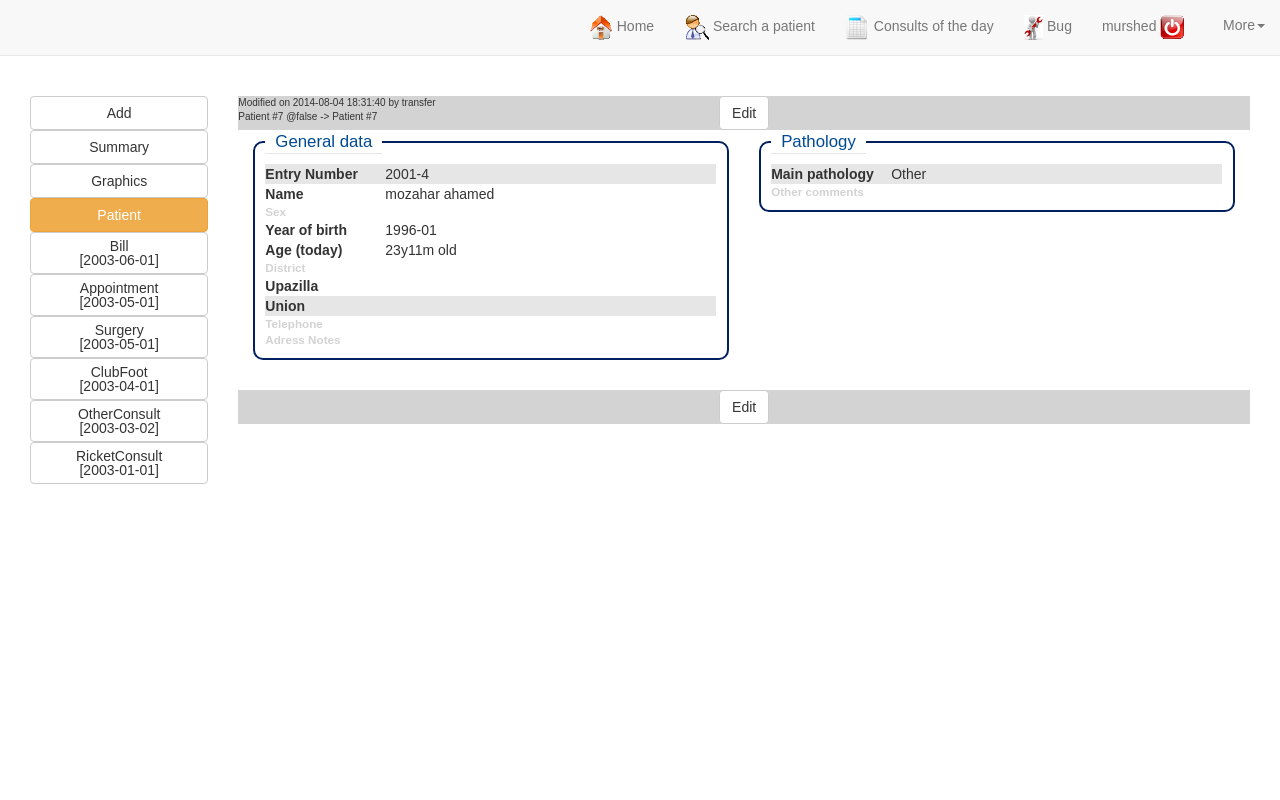 Home
Search a patient
Consults of the day
Bug
murshed
More
Add
Summary
Graphics
Patient
Bill
[2003-06-01]
Appointment
[2003-05-01]
Surgery
[2003-05-01]
ClubFoot
[2003-04-01]
OtherConsult
[2003-03-02]
RicketConsult
[2003-01-01]
Modified on 2014-08-04 18:31:40 by transfer
Patient #7 @false -> Patient #7
Edit
General data
Entry Number 2001-4
Name mozahar ahamed
Sex
Year of birth 1996-01
Age (today) 23y11m old
District
Upazilla
Union
Telephone
Adress Notes
Pathology
Main pathology Other
Other comments
Edit